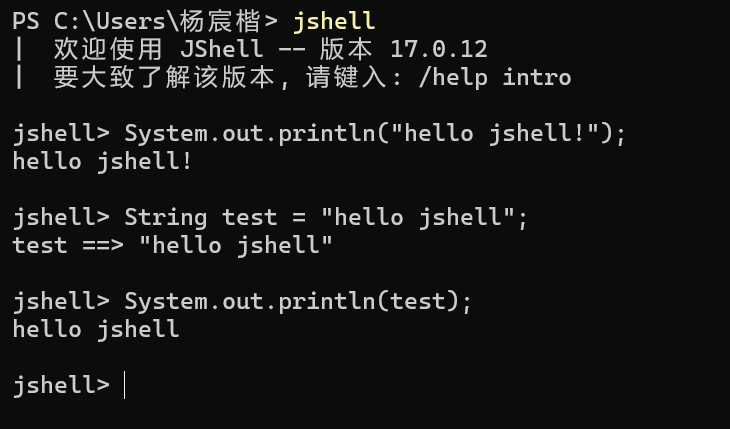 PS C:\Users\杨宸楷> jshell
|  欢迎使用 JShell -- 版本 17.0.12
|  要大致了解该版本, 请键入: /help intro
jshell> System.out.println("hello jshell!");
hello jshell!
jshell> String test = "hello jshell";
test ==> "hello jshell"
jshell> System.out.println(test);
hello jshell
jshell>